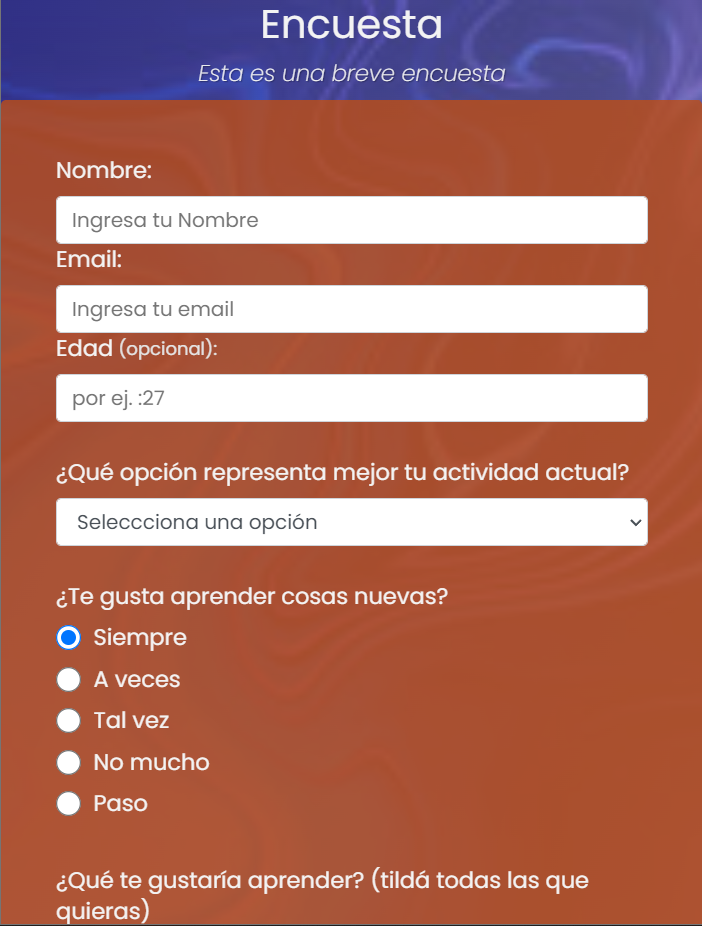 Encuesta
Esta es una breve encuesta
Nombre:
Ingresa tu Nombre
Email:
Ingresa tu email
Edad (opcional):
por ej. :27
¿Qué opción representa mejor tu actividad actual?
Seleccciona una opción
¿Te gusta aprender cosas nuevas?
Siempre
A veces
Tal vez
No mucho
Paso
¿Qué te gustaría aprender? (tildá todas las que
quieras)